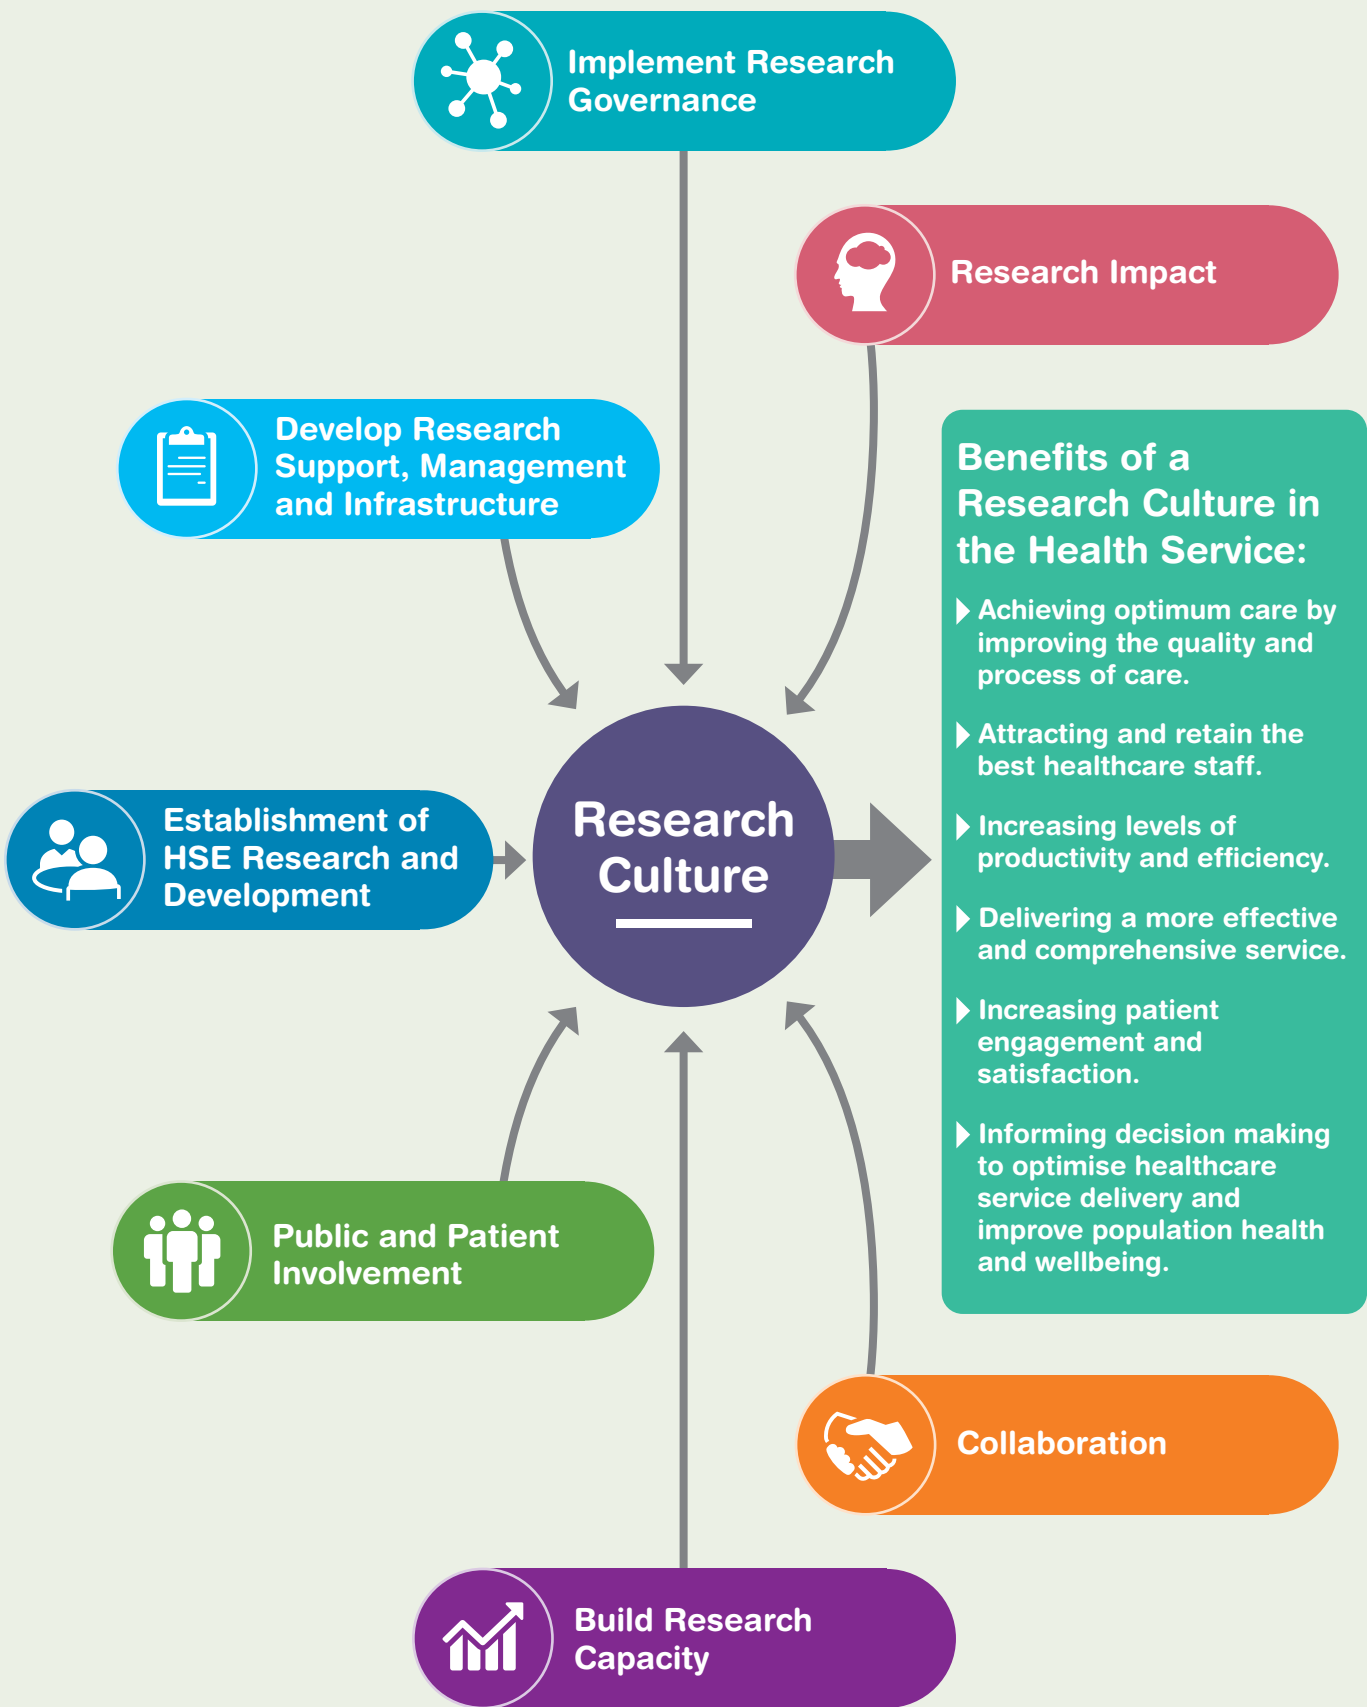 Implement Research
Governance
Research Impact
Develop Research
Support, Management
and Infrastructure
Benefits of a
Research Culture in
the Health Service:
Achieving optimum care by
improving the quality and
process of care.
Attracting and retain the
best healthcare staff.
Increasing levels of
productivity and efficiency.
Delivering a more effective
and comprehensive service.
Increasing patient
engagement and
satisfaction.
Informing decision making
to optimise healthcare
service delivery and
improve population health
and wellbeing.
Establishment of
HSE Research and
Development
Research
Culture
Public and Patient
Involvement
Collaboration
Build Research
Capacity